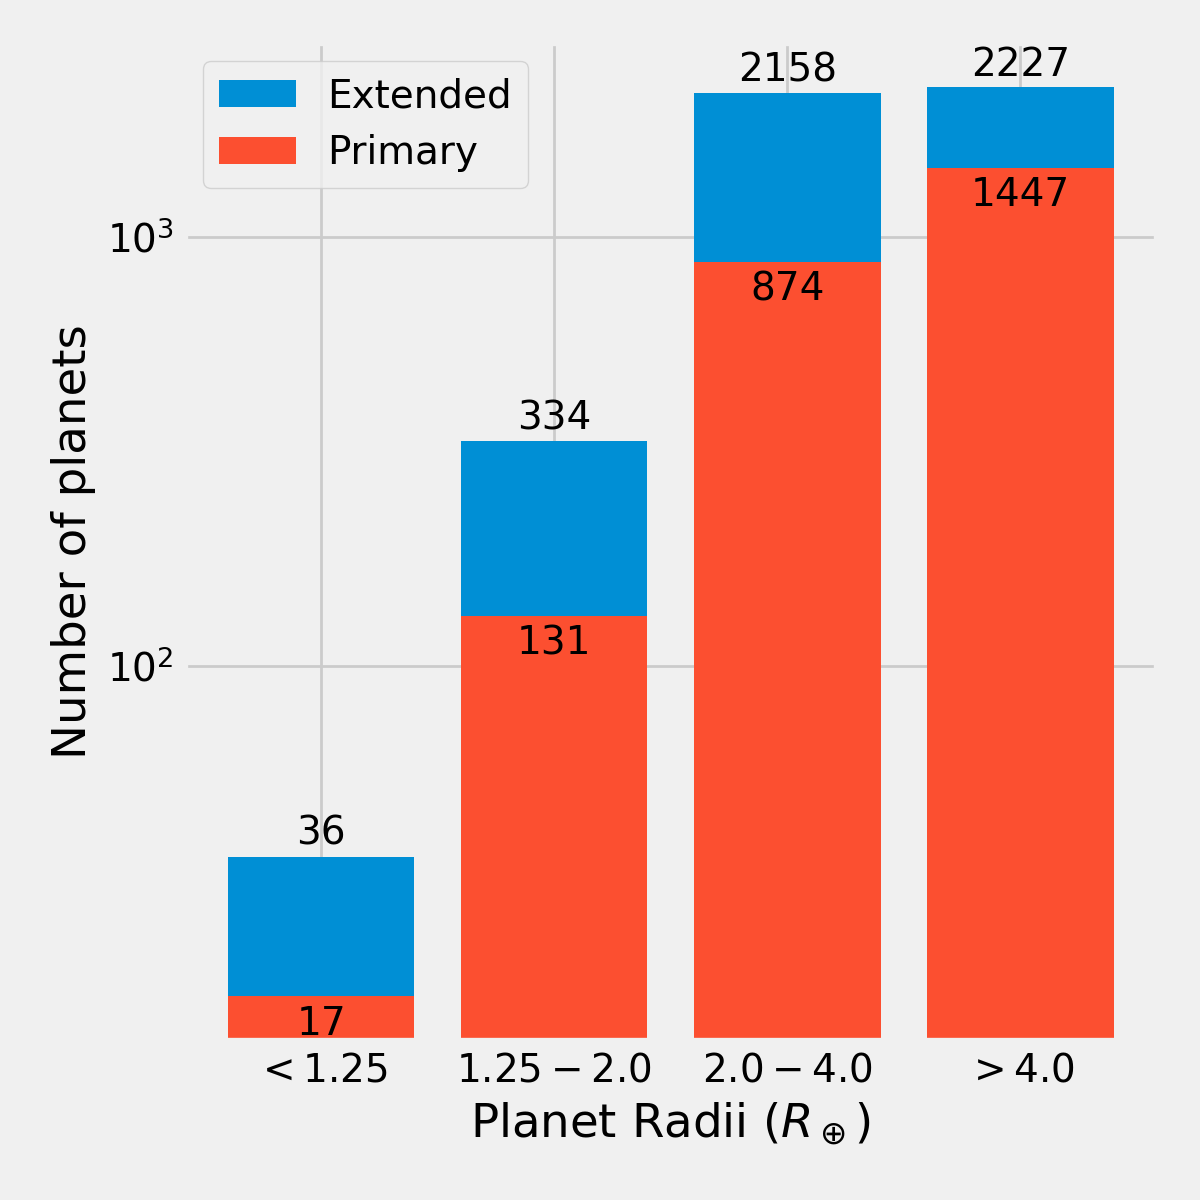 Extended
Primary
2158
2227
1447
10³
874
334
131
10²
36
17
Number of planets
< 1.25
1.25 − 2.0
2.0 − 4.0
> 4.0
Planet Radii (R⊕)